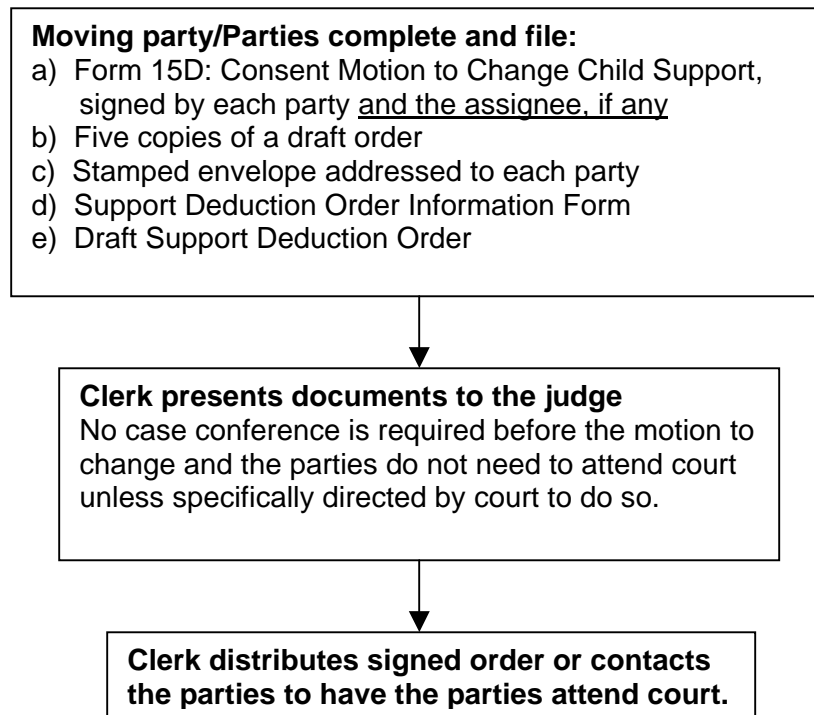 Moving party/Parties complete and file:
a) Form 15D: Consent Motion to Change Child Support,
signed by each party and the assignee, if any
b) Five copies of a draft order
c) Stamped envelope addressed to each party
d) Support Deduction Order Information Form
e) Draft Support Deduction Order
Clerk presents documents to the judge
No case conference is required before the motion to
change and the parties do not need to attend court
unless specifically directed by court to do so.
Clerk distributes signed order or contacts
the parties to have the parties attend court.